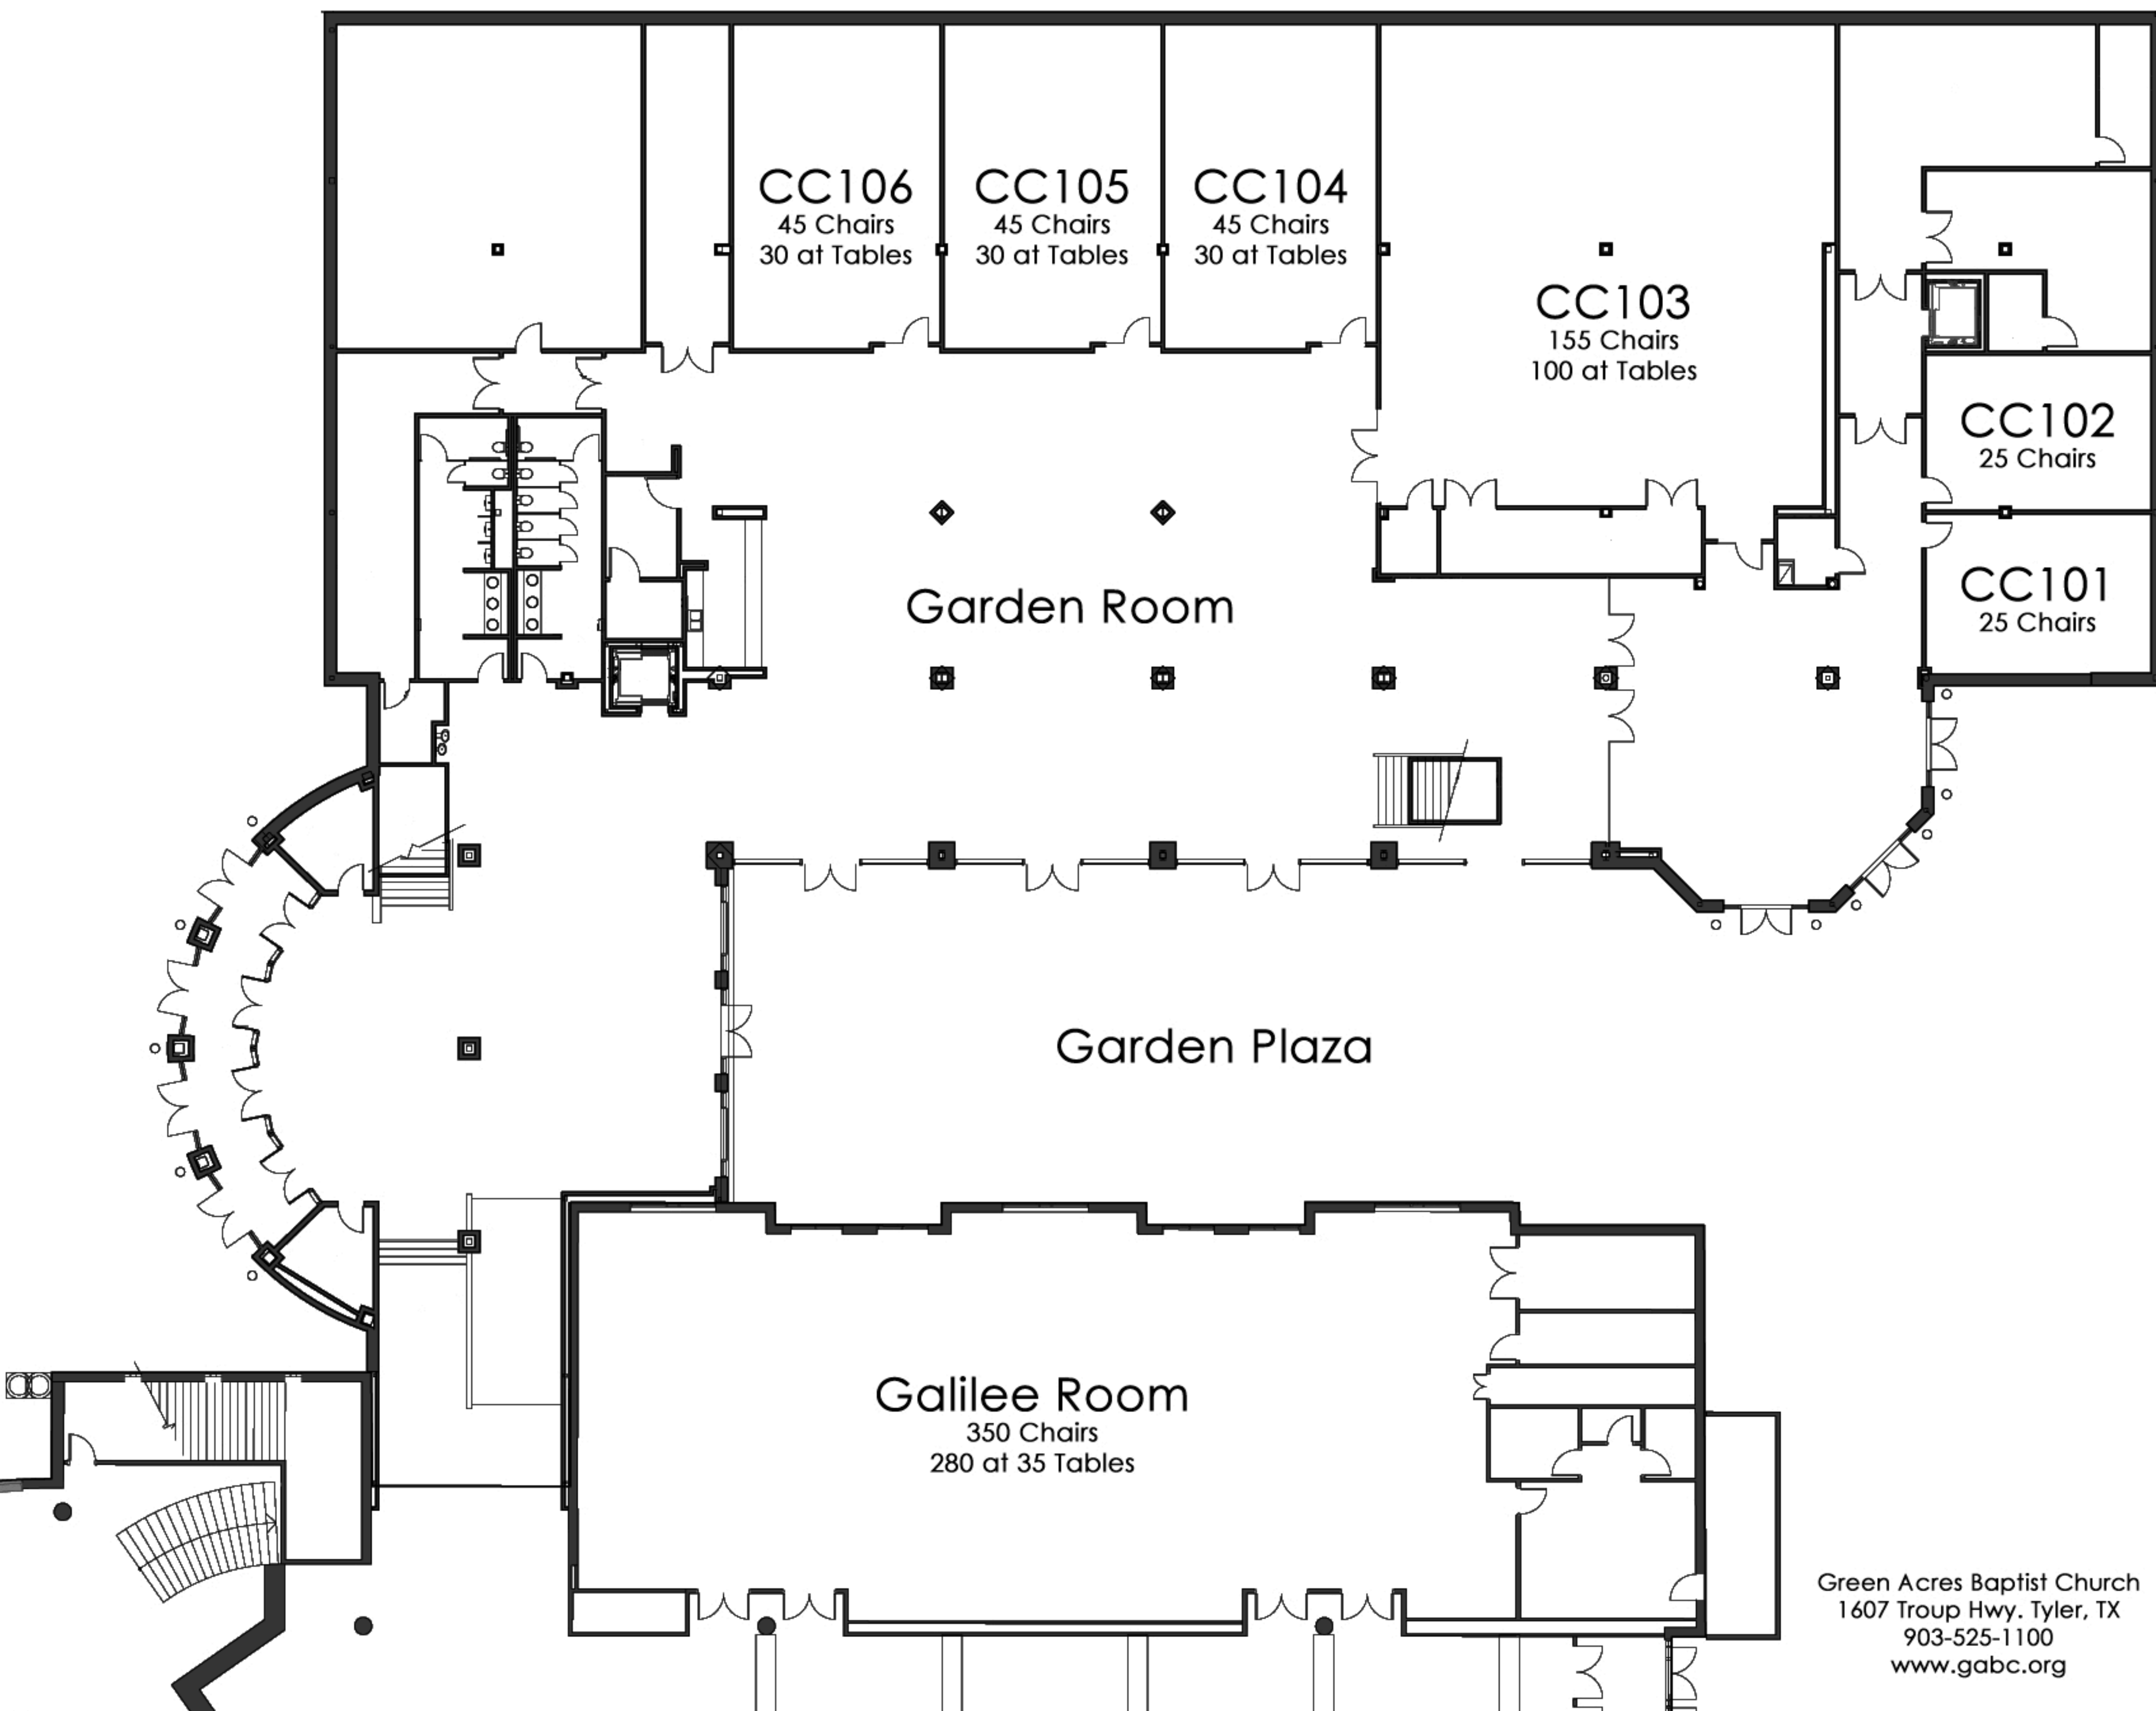 CC106
45 Chairs
30 at Tables
CC105
45 Chairs
30 at Tables
CC104
45 Chairs
30 at Tables
CC103
155 Chairs
100 at Tables
CC102
25 Chairs
CC101
25 Chairs
Garden Room
Garden Plaza
Galilee Room
350 Chairs
280 at 35 Tables
Green Acres Baptist Church
1607 Troup Hwy. Tyler, TX
903-525-1100
www.gabc.org